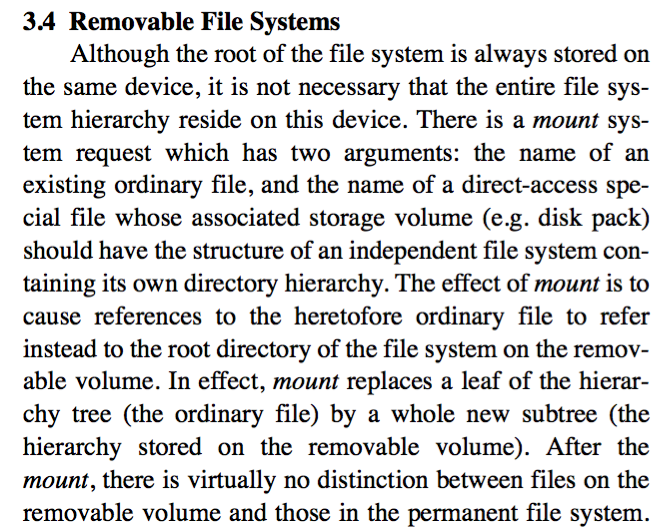 3.4 Removable File Systems
Although the root of the file system is always stored on
the same device, it is not necessary that the entire file sys-
tem hierarchy reside on this device. There is a mount sys-
tem request which has two arguments: the name of an
existing ordinary file, and the name of a direct-access spe-
cial file whose associated storage volume (e.g. disk pack)
should have the structure of an independent file system con-
taining its own directory hierarchy. The effect of mount is to
cause references to the heretofore ordinary file to refer
instead to the root directory of the file system on the remov-
able volume. In effect, mount replaces a leaf of the hierar-
chy tree (the ordinary file) by a whole new subtree (the
hierarchy stored on the removable volume). After the
mount, there is virtually no distinction between files on the
removable volume and those in the permanent file system.